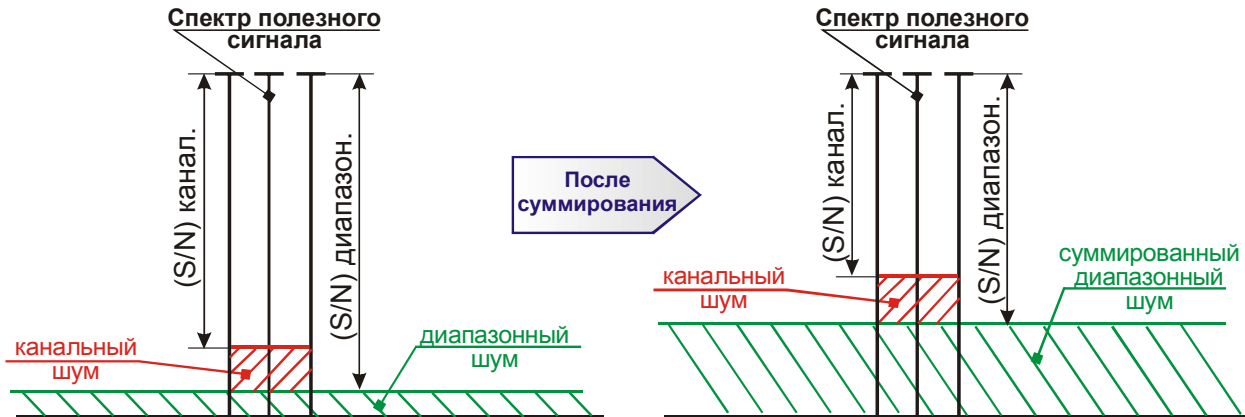 Спектр полезного
сигнала
(S/N) канал.
(S/N) диапазон.
канальный
шум
диапазонный
шум
После
суммирования
Спектр полезного
сигнала
(S/N) канал.
(S/N) диапазон.
канальный
шум
суммированный
диапазонный
шум